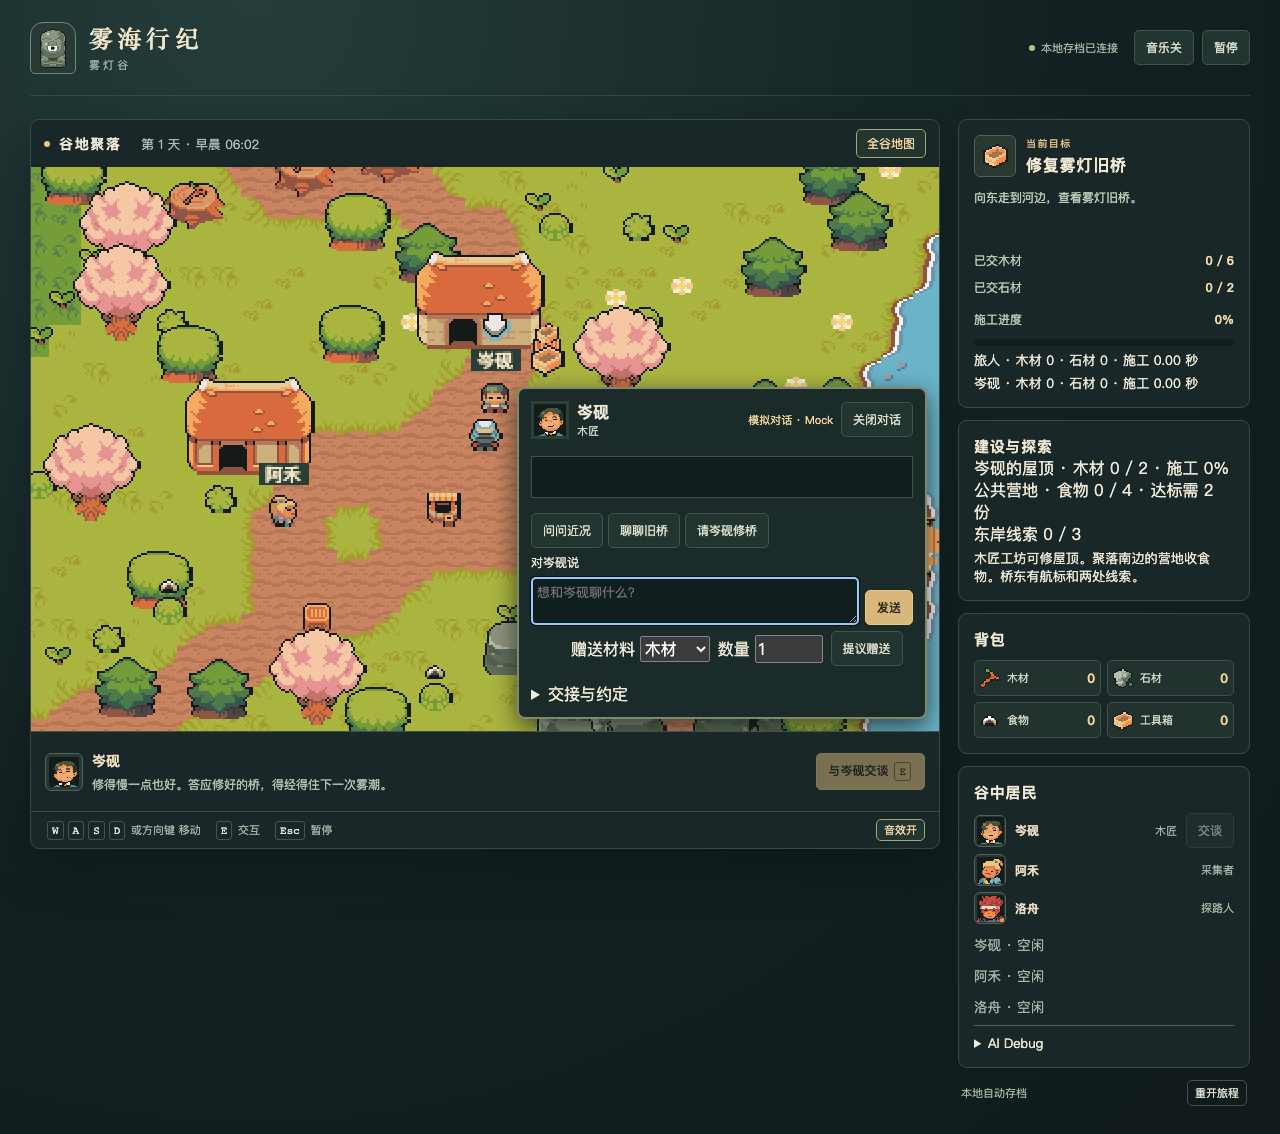 雾海行纪
雾灯谷
本地存档已连接
音乐关
暂停
谷地聚落
第 1 天 · 早晨 06:02
全谷地图
岑砚
阿禾
岑砚
木匠
模拟对话 · Mock
关闭对话
问问近况
聊聊旧桥
请岑砚修桥
对岑砚说
想和岑砚聊什么?
发送
赠送材料
木材
数量
1
提议赠送
▶ 交接与约定
岑砚
修得慢一点也好。答应修好的桥，得经得住下一次雾潮。
与岑砚交谈 E
W A S D 或方向键 移动 E 交互 Esc 暂停
音效开
当前目标
修复雾灯旧桥
向东走到河边，查看雾灯旧桥。
已交木材 0 / 6
已交石材 0 / 2
施工进度 0%
旅人 · 木材 0 · 石材 0 · 施工 0.00 秒
岑砚 · 木材 0 · 石材 0 · 施工 0.00 秒
建设与探索
岑砚的屋顶 · 木材 0 / 2 · 施工 0%
公共营地 · 食物 0 / 4 · 达标需 2
份
东岸线索 0 / 3
木匠工坊可修屋顶。聚落南边的营地收食
物。桥东有航标和两处线索。
背包
木材 0
石材 0
食物 0
工具箱 0
谷中居民
岑砚 木匠 交谈
阿禾 采集者
洛舟 探路人
岑砚 · 空闲
阿禾 · 空闲
洛舟 · 空闲
▶ AI Debug
本地自动存档
重开旅程